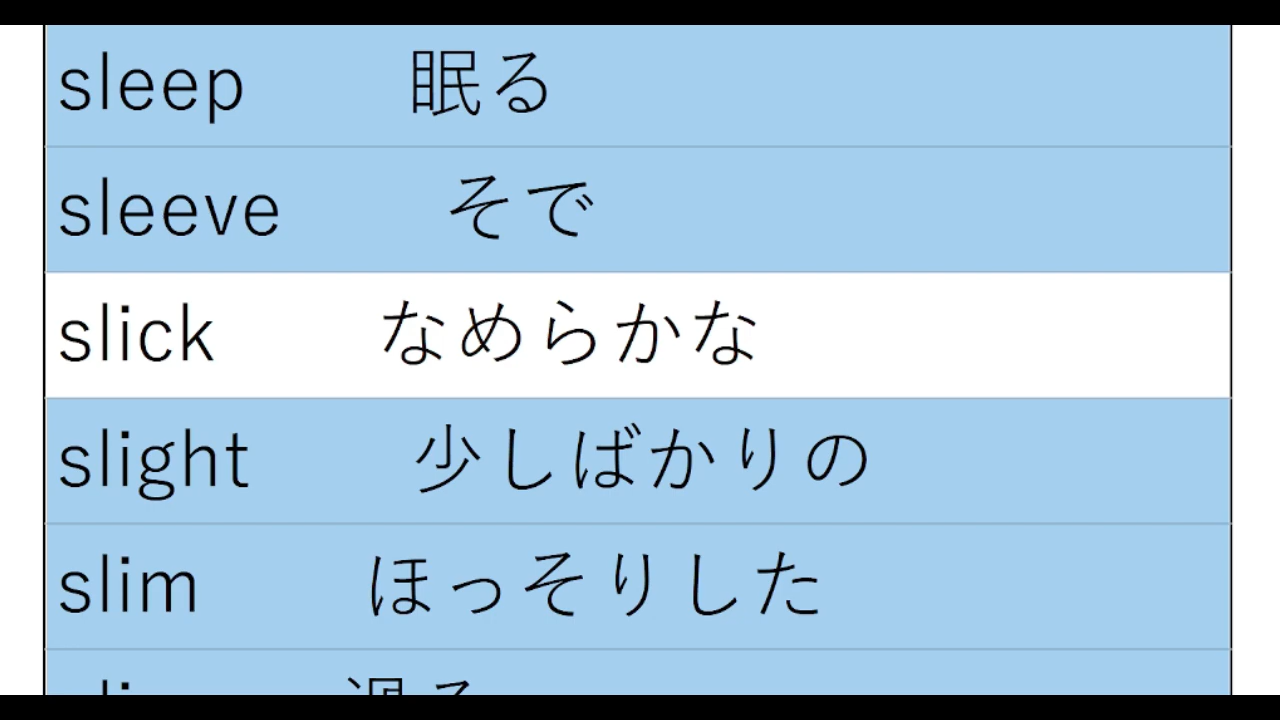 sleep 眠る
sleeve そで
slick なめらかな
slight 少しばかりの
slim ほっそりした